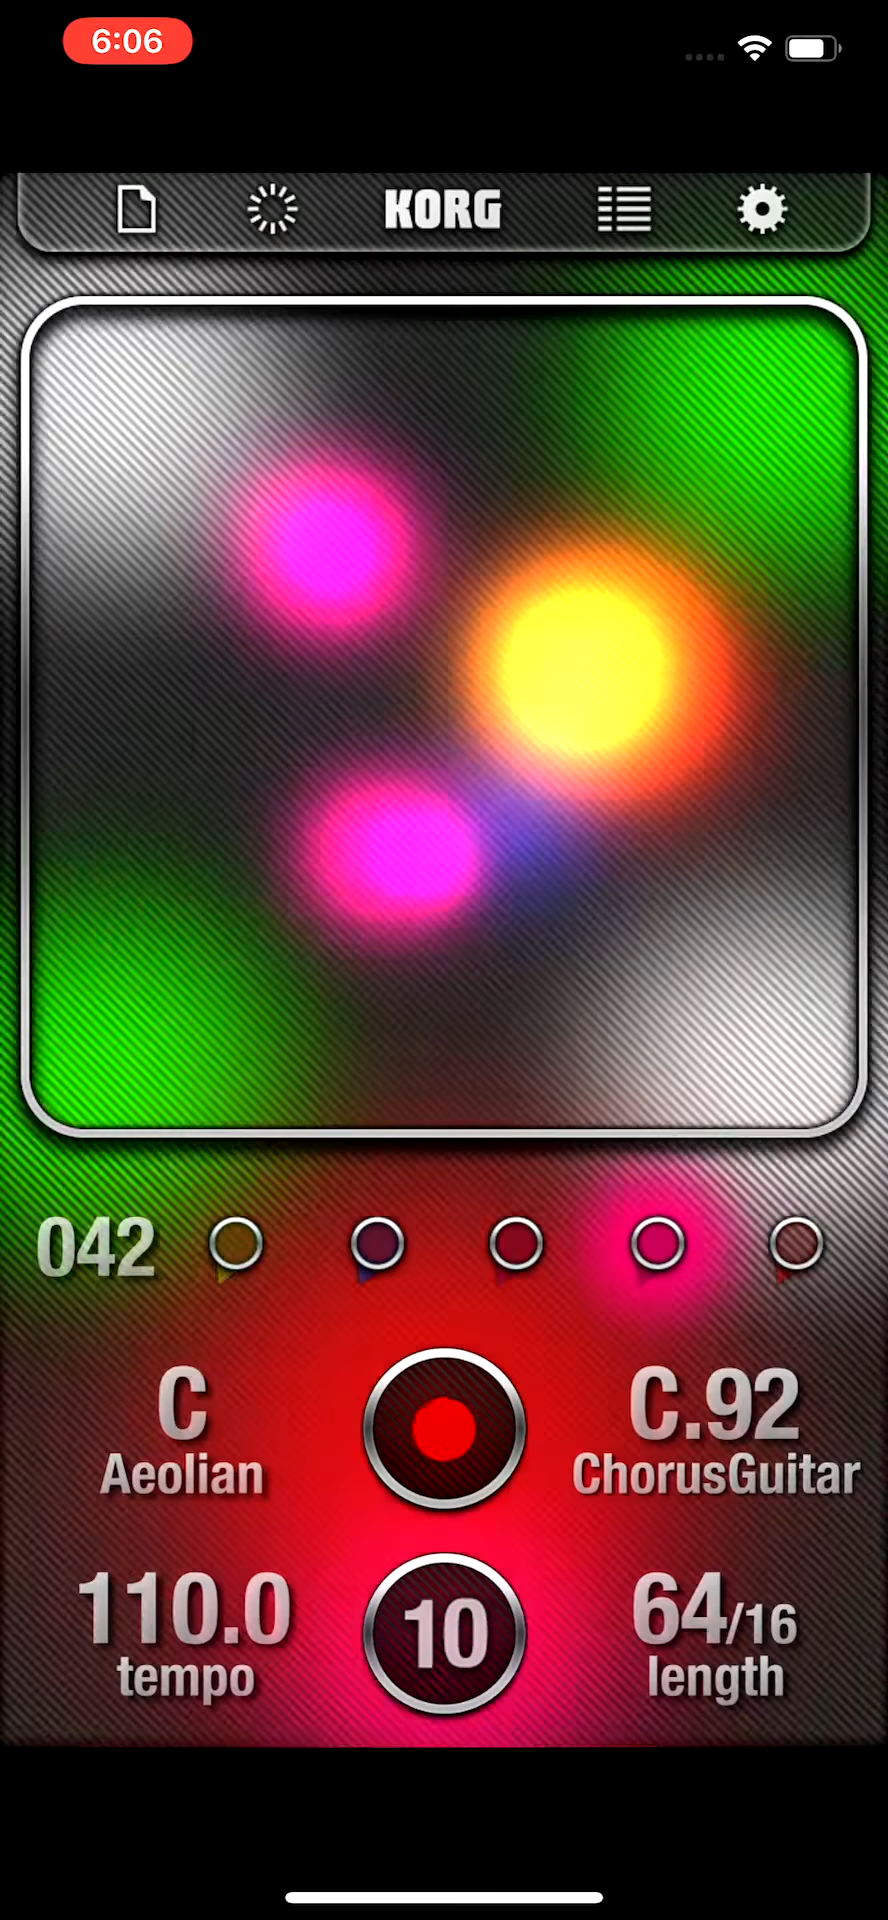 6:06
KORG
042
C
Aeolian
C.92
ChorusGuitar
110.0
tempo
10
64/16
length